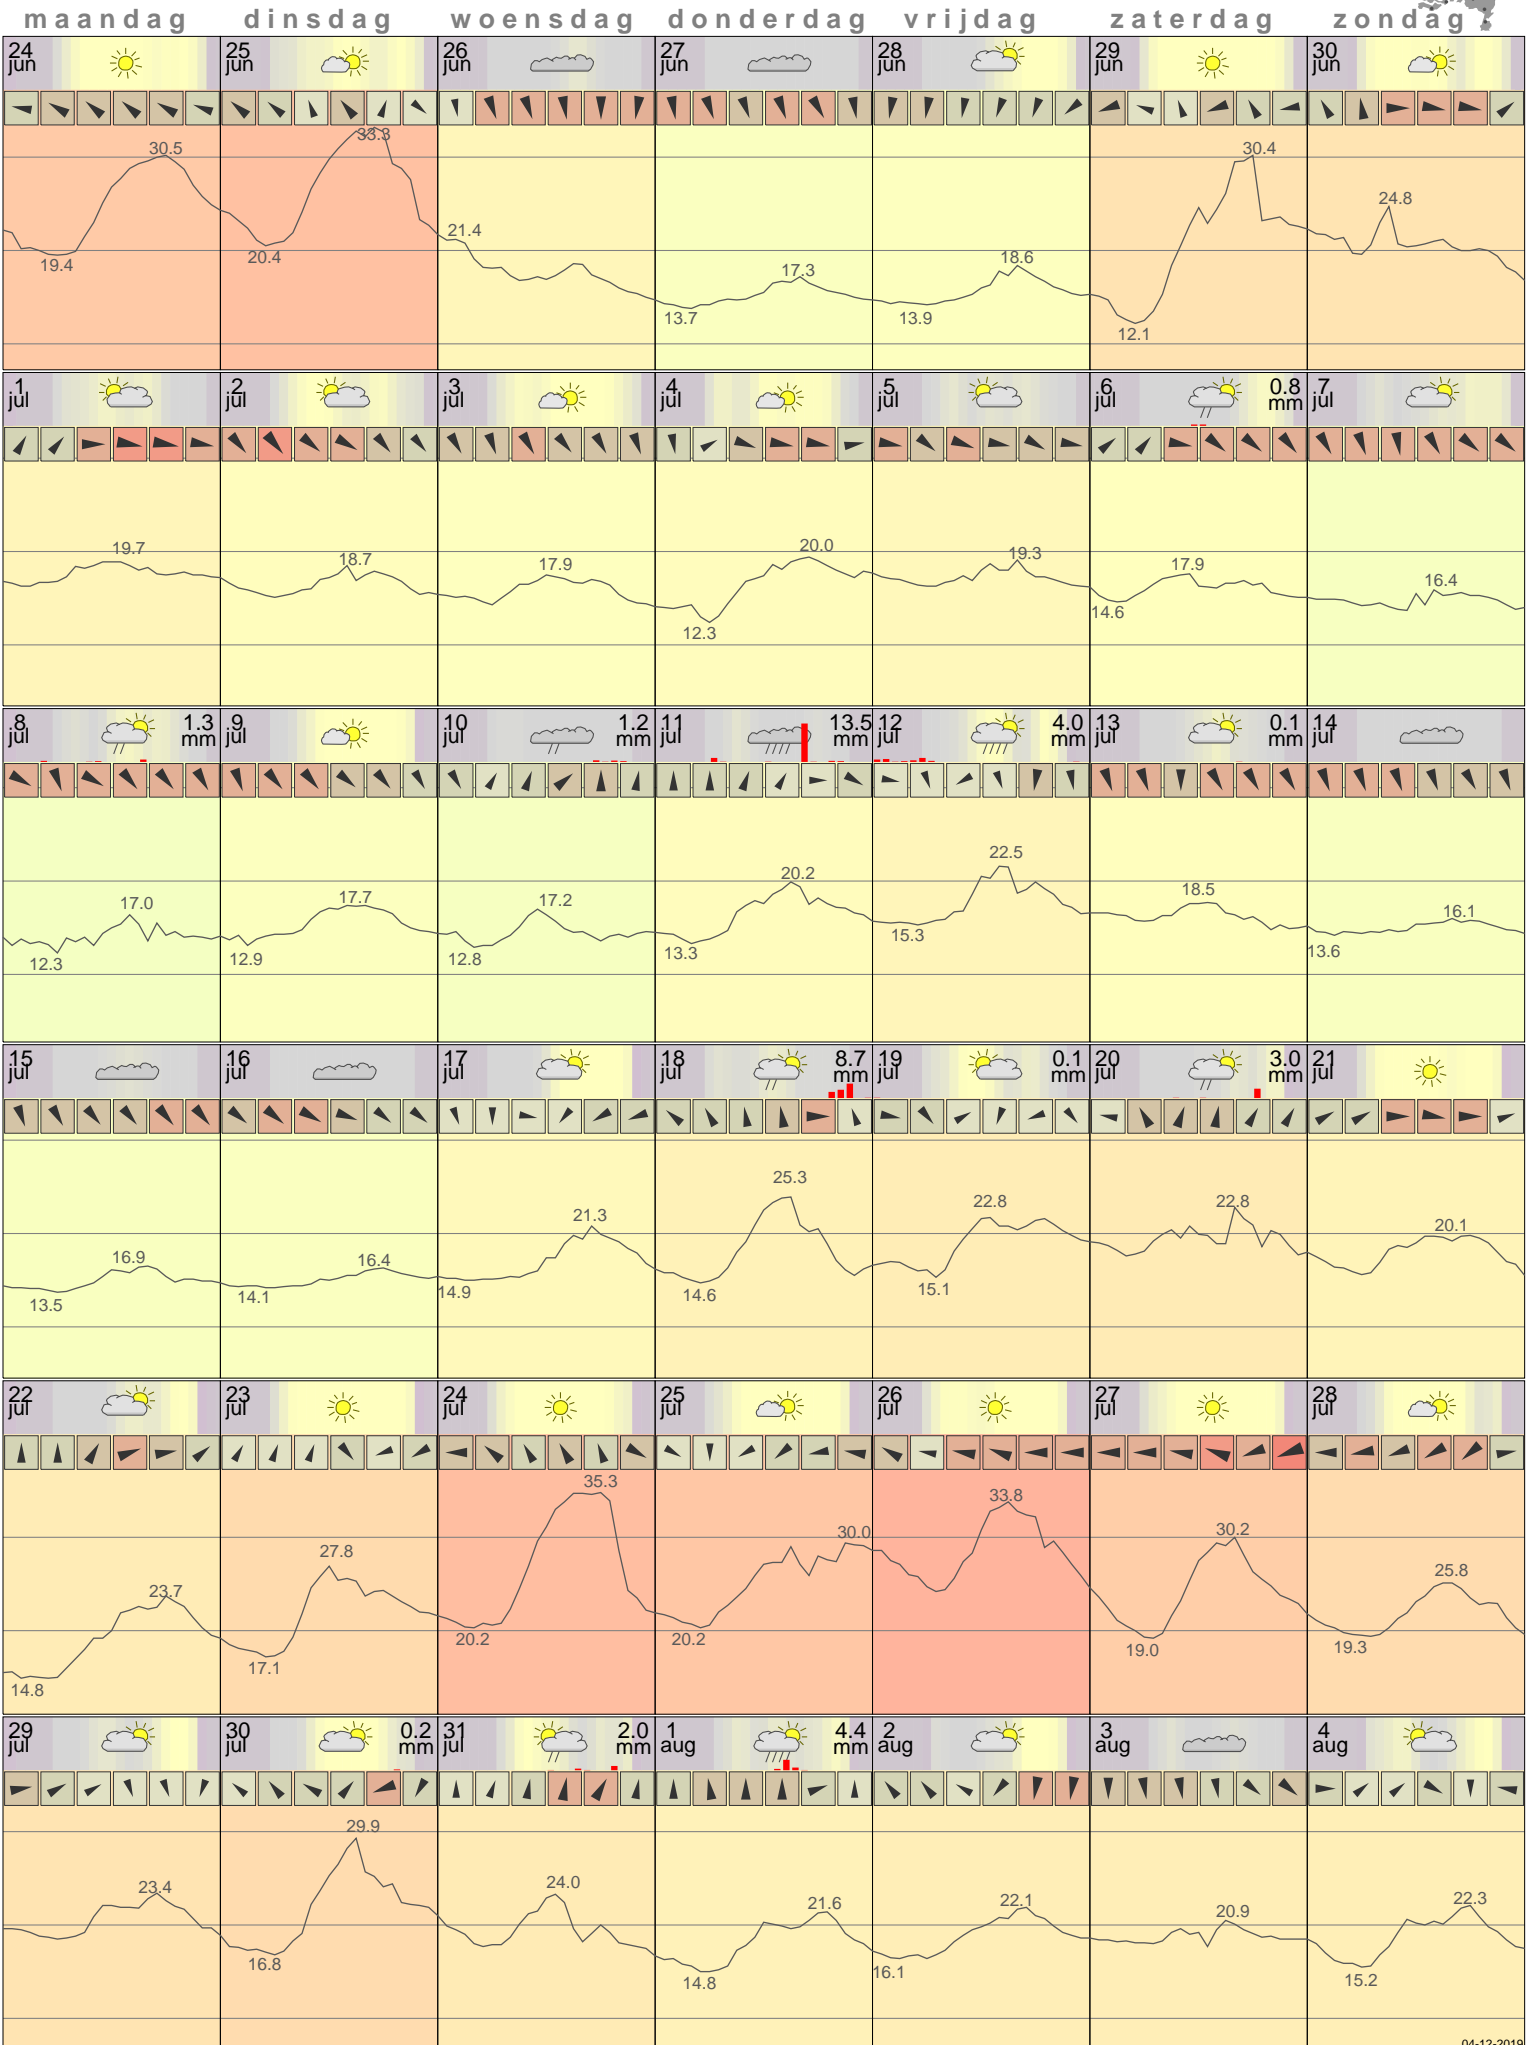 maandag dinsdag woensdag donderdag vrijdag zaterdag zondag
24 25 26 27 28 29 30
jun jun jun jun jun jun jun
30.5 33.3 21.4 17.3 18.6 30.4 24.8
19.4 20.4 13.7 13.9 12.1
1 2 3 4 5 6 0.8 7
jul jul jul jul jul jul mm jul
19.7 18.7 17.9 20.0 19.3 17.9 16.4
12.3 14.6
8 1.3 9 10 1.2 11 13.5 12 4.0 13 0.1 14
jul mm jul jul mm jul mm jul mm jul mm jul
17.0 17.7 17.2 20.2 22.5 18.5 16.1
12.3 12.9 12.8 13.3 15.3 13.6
15 16 17 18 8.7 19 0.1 20 3.0 21
jul jul jul jul mm jul mm jul mm jul
16.9 16.4 21.3 25.3 22.8 22.8 20.1
13.5 14.1 14.9 14.6 15.1
22 23 24 25 26 27 28
jul jul jul jul jul jul jul
23.7 27.8 35.3 30.0 33.8 30.2 25.8
14.8 17.1 20.2 20.2 19.0 19.3
29 30 0.2 31 2.0 1 4.4 2 3 4
jul jul mm jul mm aug mm aug aug aug
23.4 29.9 24.0 21.6 22.1 20.9 22.3
16.8 14.8 16.1 15.2
04-12-2019